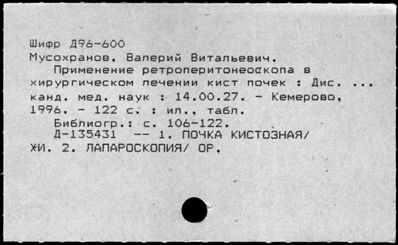 Шифр Д96-600
Мусохранов, Валерий Витальевич.
Применение ретроперитонеоскопа в
хирургическом лечении кист почек : Дис. ...
канд. мед. наук : 14.00.27. - Кемерово,
1996. - 122 с. : ил., табл.
Библиогр.: с. 106-122.
Д-135431 -- 1. ПОЧКА КИСТОЗНАЯ/
ЖИ. 2. ЛАПАРОСКОПИЯ/ ОР.